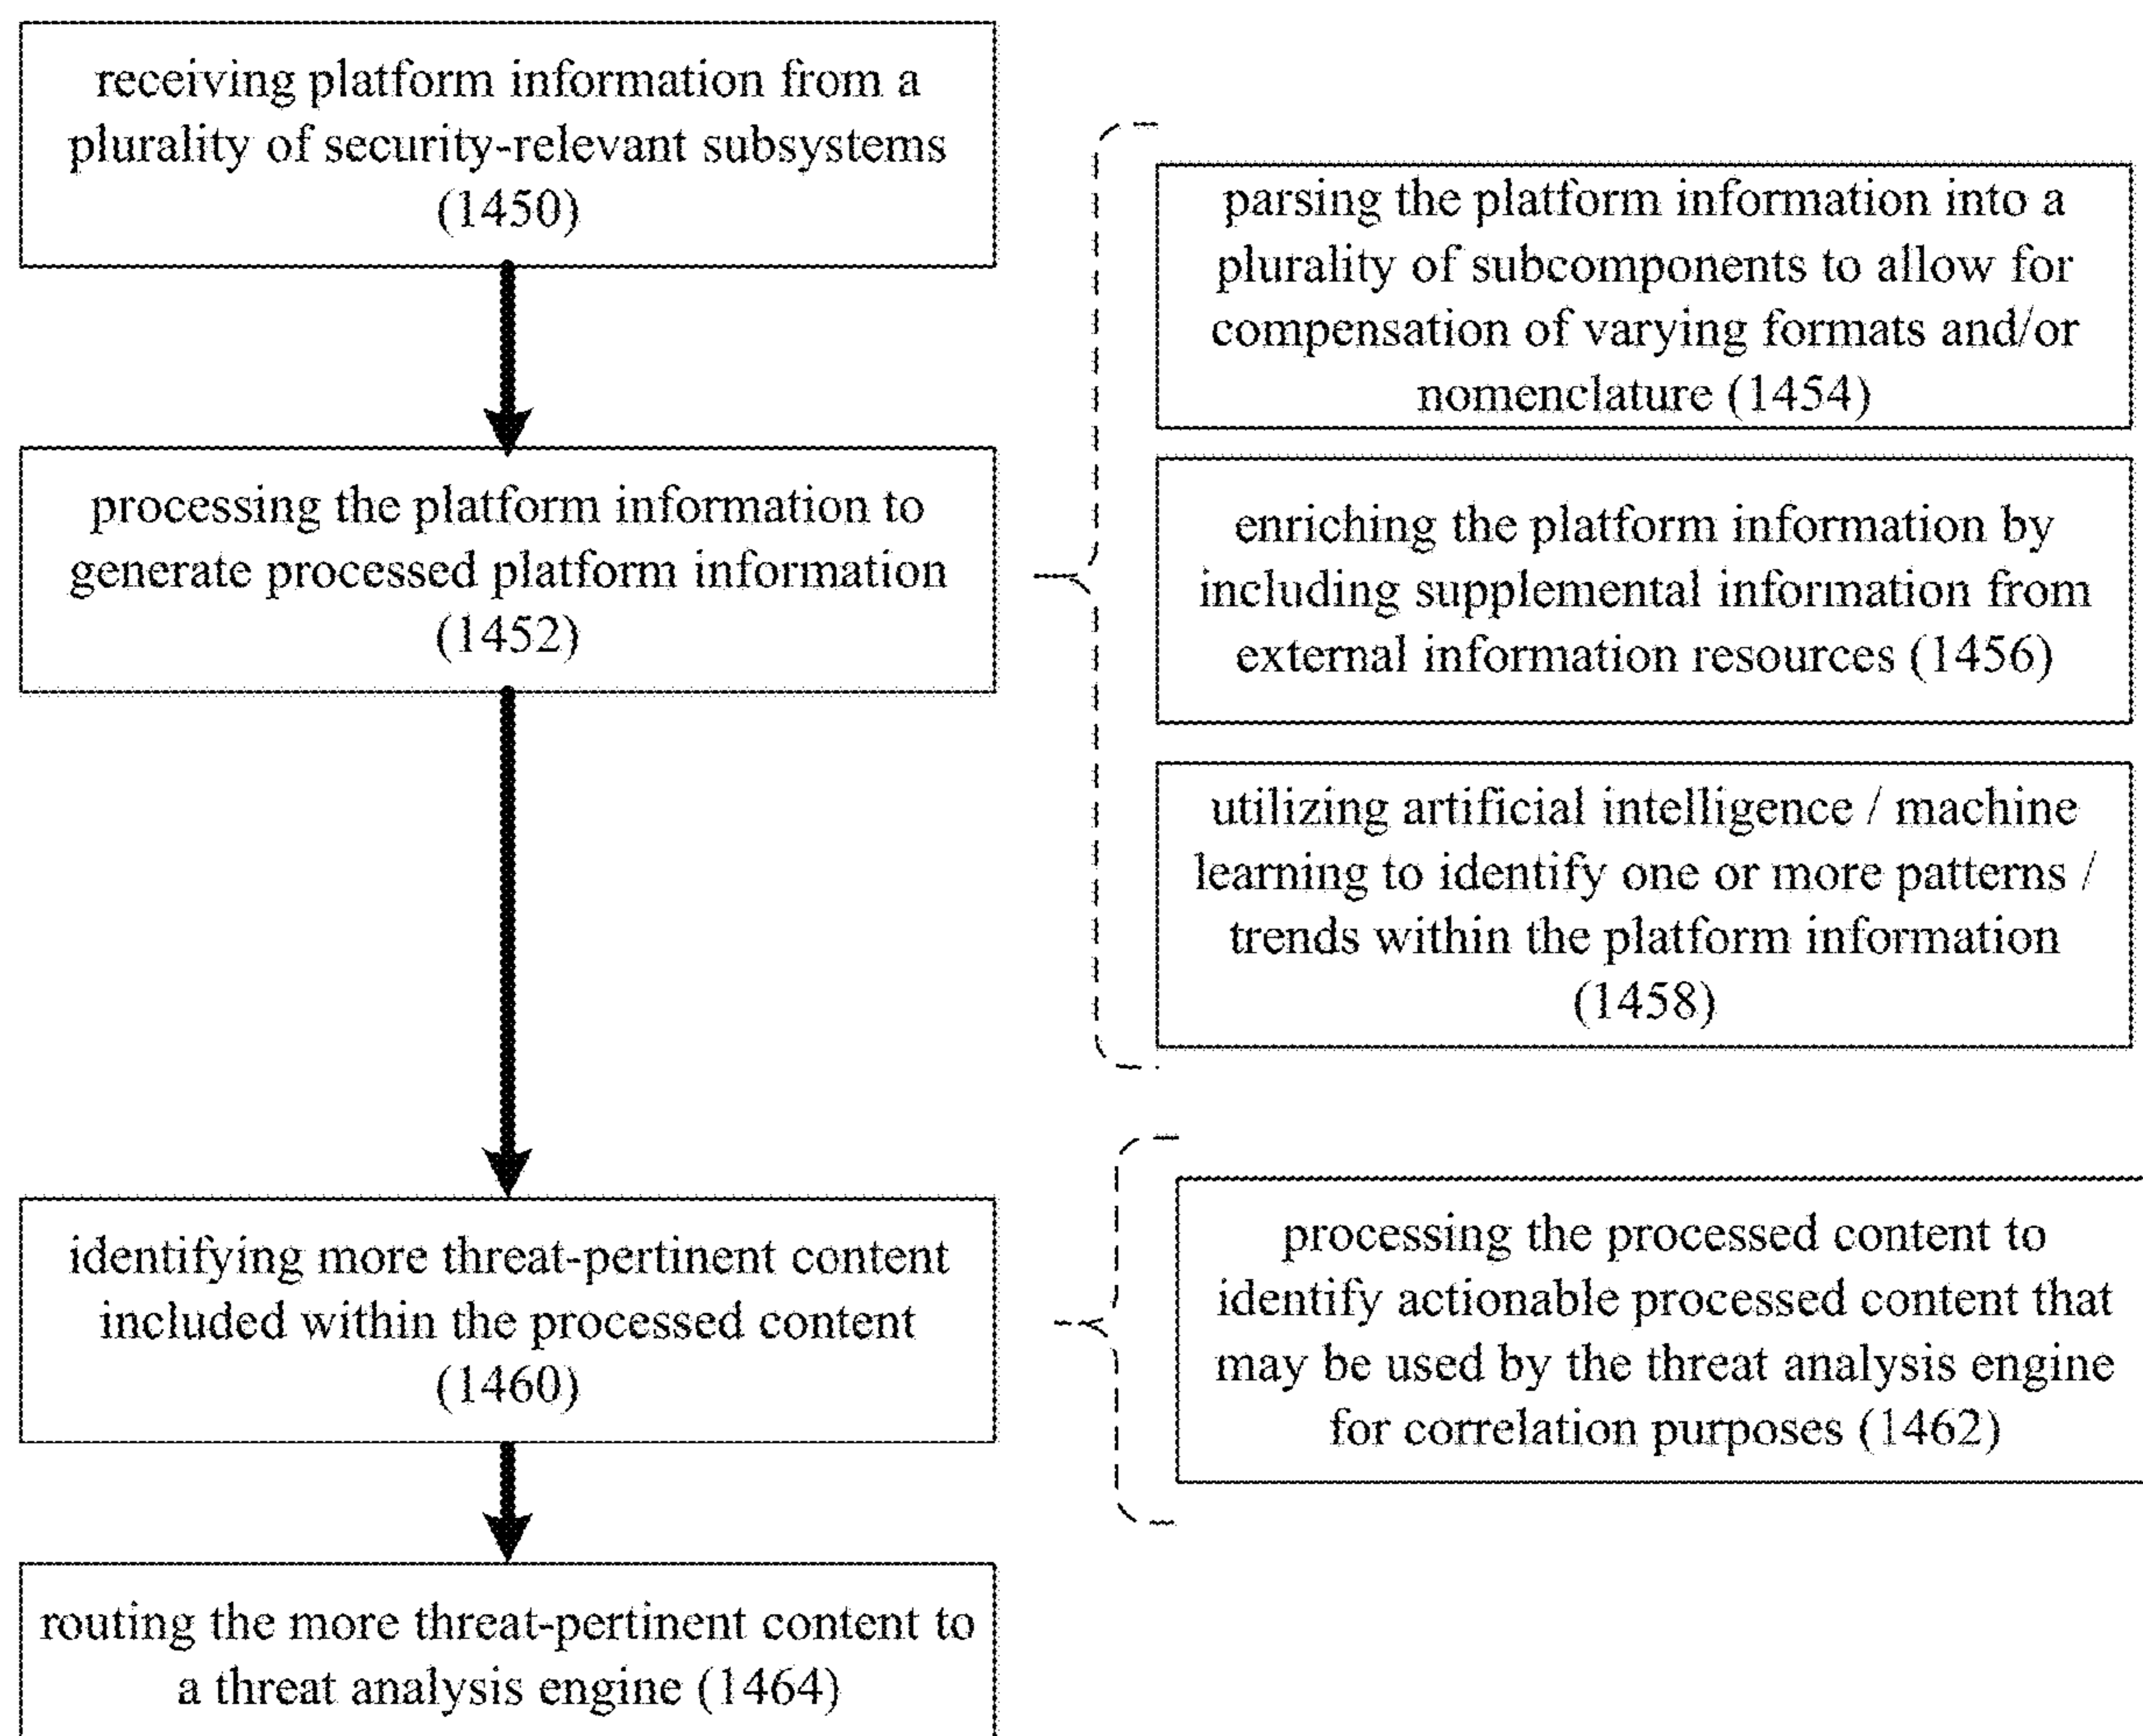 receiving platform information from a
plurality of security-relevant subsystems
(1450)
processing the platform information to
generate processed platform information
(1452)
parsing the platform information into a
plurality of subcomponents to allow for
compensation of varying formats and/or
nomenclature (1454)
enriching the platform information by
including supplemental information from
external information resources (1456)
utilizing artificial intelligence / machine
learning to identify one or more patterns /
trends within the platform information
(1458)
identifying more threat-pertinent content
included within the processed content
(1460)
processing the processed content to
identify actionable processed content that
may be used by the threat analysis engine
for correlation purposes (1462)
routing the more threat-pertinent content to
a threat analysis engine (1464)